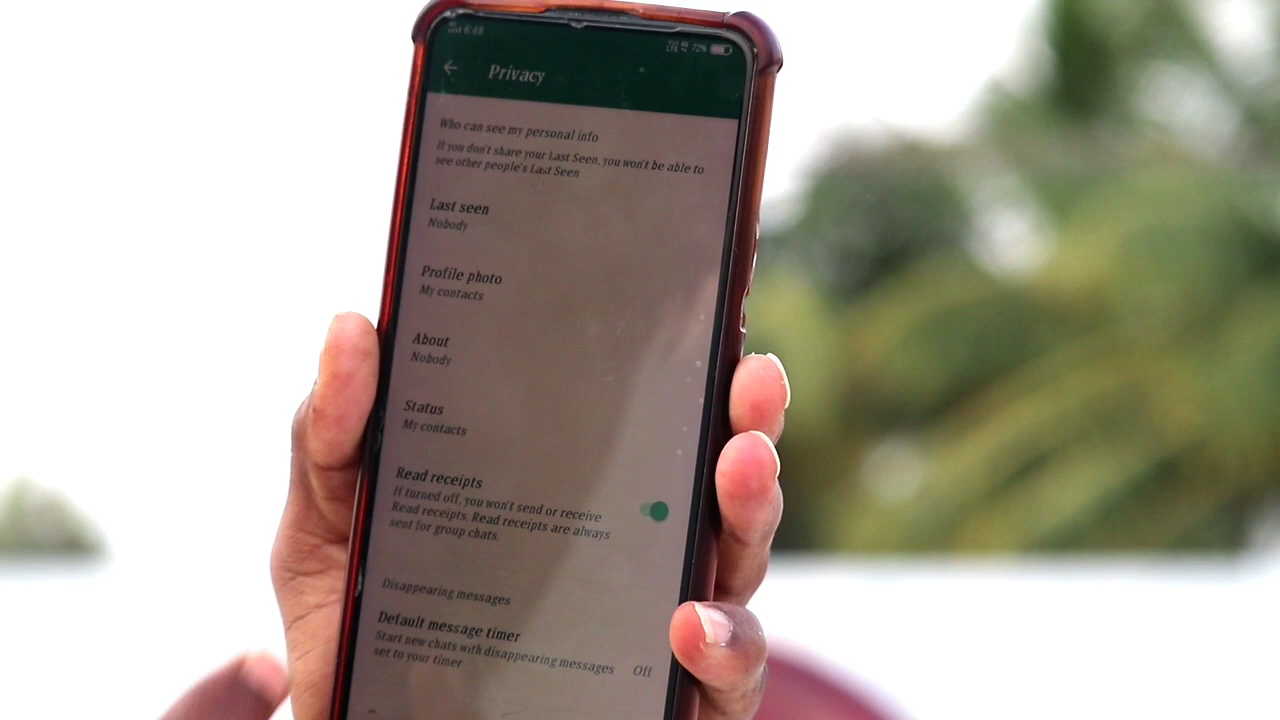 6:48
72%
Privacy
Who can see my personal info
If you don't share your Last Seen, you won't be able to
see other people's Last Seen
Last seen
Nobody
Profile photo
My contacts
About
Nobody
Status
My contacts
Read receipts
If turned off, you won't send or receive
Read receipts. Read receipts are always
sent for group chats.
Disappearing messages
Default message timer
Start new chats with disappearing messages
set to your timer
Off